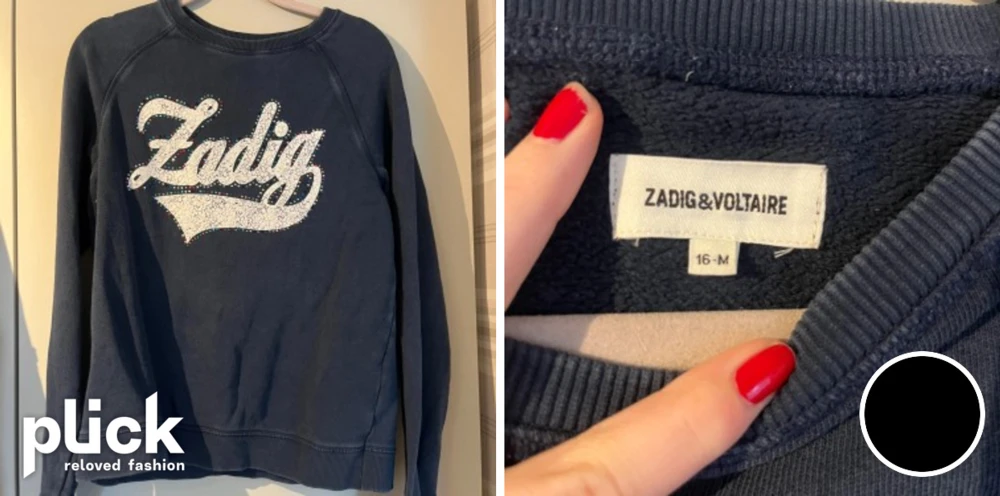 Zadig
plick
reloved fashion
ZADIG&VOLTAIRE
16-M